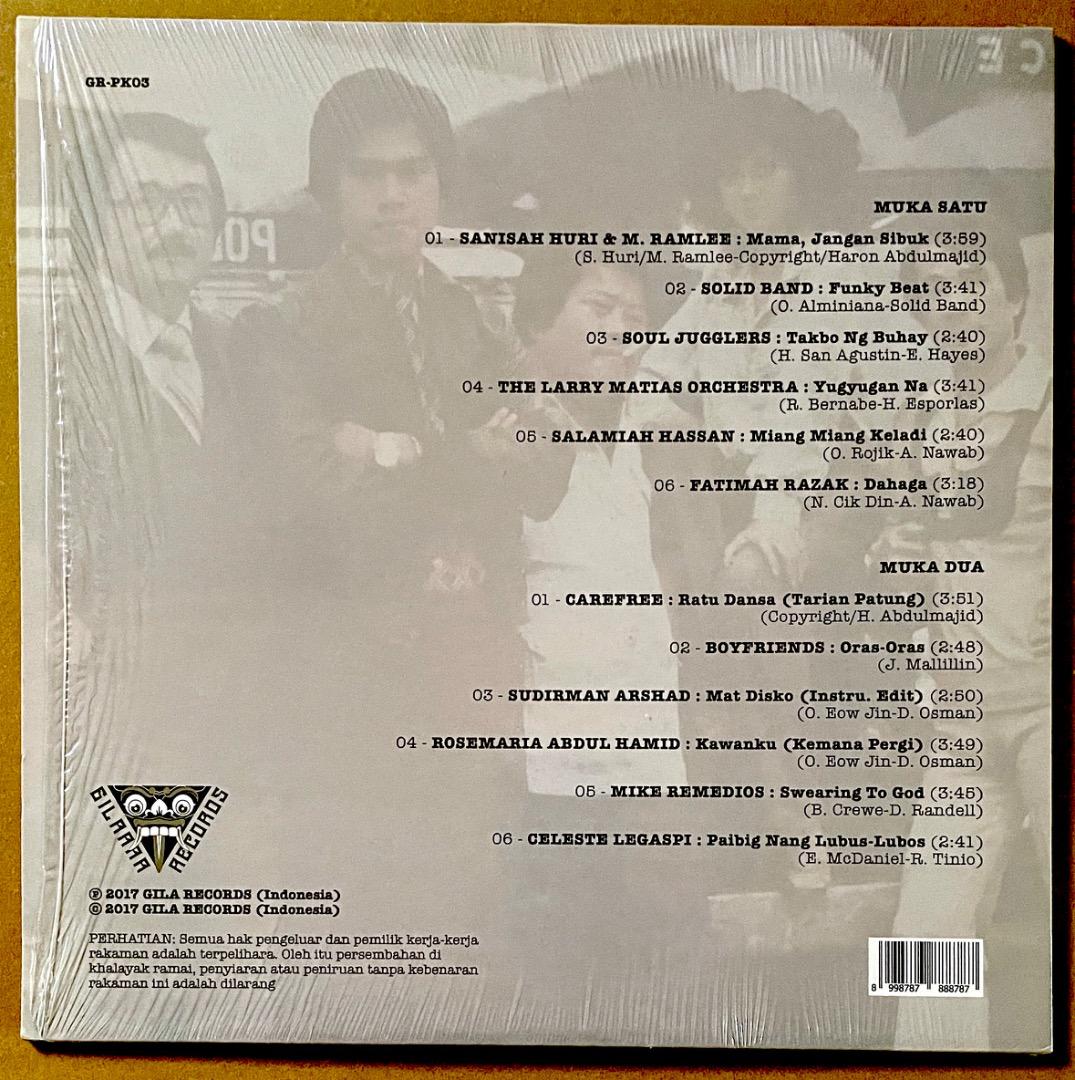 CE
GR-PK03
POL
MUKA SATU
01 - SANISAH HURI & M. RAMLEE : Mama, Jangan Sibuk (3:59)
(S. Huri/M. Ramlee-Copyright/Haron Abdulmajid)
02 - SOLID BAND : Funky Beat (3:41)
(O. Alminiana-Solid Band)
03 - SOUL JUGGLERS : Takbo Ng Buhay (2:40)
(H. San Agustin-E. Hayes)
04 - THE LARRY MATIAS ORCHESTRA : Yugyugan Na (3:41)
(R. Bernabe-H. Esporlas)
05 - SALAMIAH HASSAN : Miang Miang Keladi (2:40)
(O. Rojik-A. Nawab)
06 - FATIMAH RAZAK : Dahaga (3:18)
(N. Cik Din-A. Nawab)
MUKA DUA
01 - CAREFREE : Ratu Dansa (Tarian Patung) (3:51)
(Copyright/H. Abdulmajid)
02 - BOYFRIENDS : Oras-Oras (2:48)
(J. Mallillin)
03 - SUDIRMAN ARSHAD : Mat Disko (Instru. Edit) (2:50)
(O. Eow Jin-D. Osman)
04 - ROSEMARIA ABDUL HAMID : Kawanku (Kemana Pergi) (3:49)
(O. Eow Jin-D. Osman)
05 - MIKE REMEDIOS : Swearing To God (3:45)
(B. Crewe-D. Randell)
06 - CELESTE LEGASPI : Paibig Nang Lubus-Lubos (2:41)
(E. McDaniel-R. Tinio)
GILAAAA RECORDS
℗ 2017 GILA RECORDS (Indonesia)
© 2017 GILA RECORDS (Indonesia)
PERHATIAN: Semua hak pengeluar dan pemilik kerja-kerja
rakaman adalah terpelihara. Oleh itu persembahan di
khalayak ramai, penyiaran atau peniruan tanpa kebenaran
rakaman ini adalah dilarang
8 998787 888787